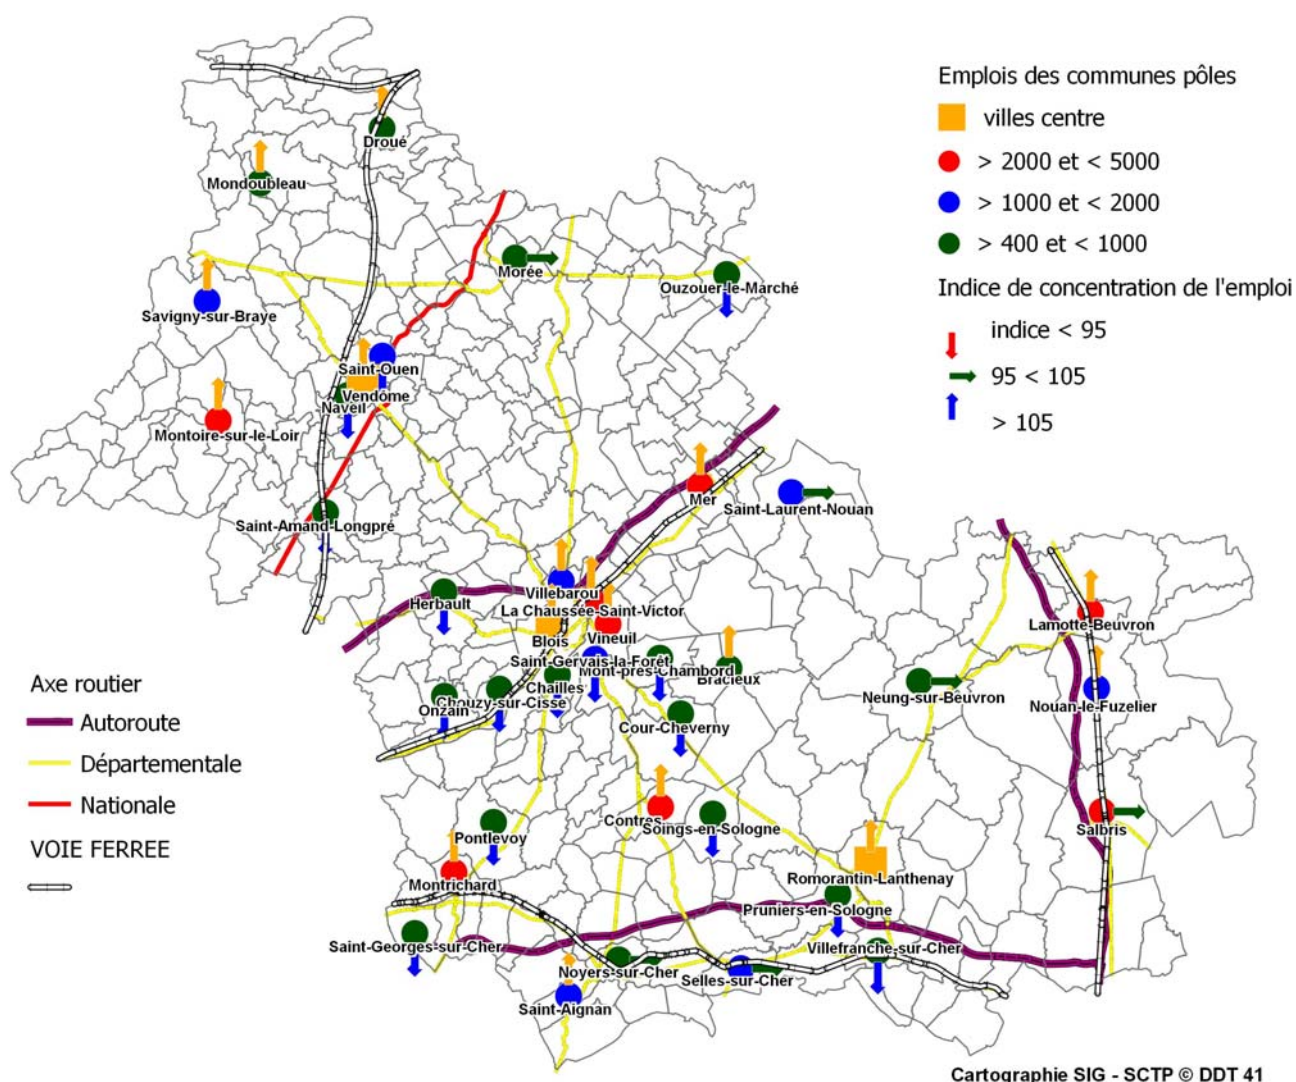 Emplois des communes pôles
villes centre
> 2000 et < 5000
> 1000 et < 2000
> 400 et < 1000
Indice de concentration de l'emploi
indice < 95
95 < 105
> 105
Droué
Mondoubleau
Morée
Ouzouer-le-Marché
Savigny-sur-Braye
Saint-Ouen
Vendôme
Naveil
Montoire-sur-le-Loir
Mer
Saint-Laurent-Nouan
Saint-Amand-Longpré
Villebarou
Herbault
La Chaussée-Saint-Victor
Lamotte-Beuvron
Blois
Vineuil
Saint-Gervais-la-Forêt
Mont-près-Chambord
Bracieux
Chailles
Chouzy-sur-Cisse
Onzain
Neung-sur-Beuvron
Nouan-le-Fuzelier
Cour-Cheverny
Axe routier
Autoroute
Départementale
Nationale
VOIE FERREE
Contres
Soings-en-Sologne
Salbris
Pontlevoy
Romorantin-Lanthenay
Montrichard
Pruniers-en-Sologne
Saint-Georges-sur-Cher
Villefranche-sur-Cher
Noyers-sur-Cher
Selles-sur-Cher
Saint-Aignan
Cartographie SIG - SCTP © DDT 41